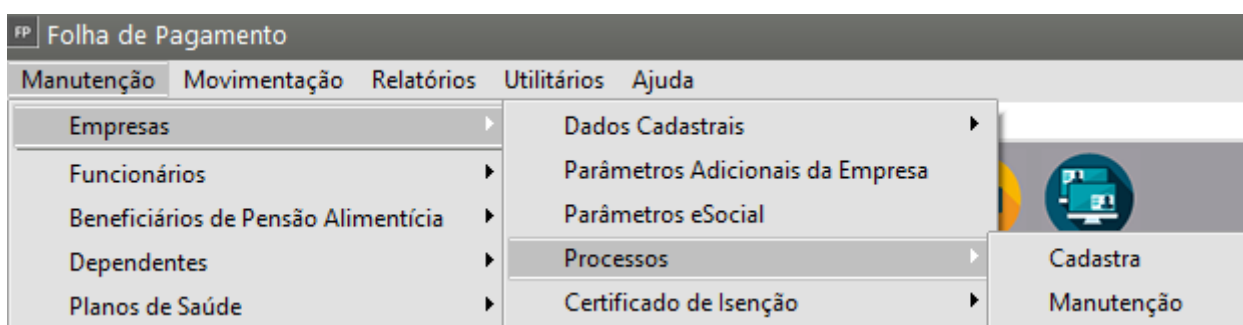 FP Folha de Pagamento
Manutenção Movimentação Relatórios Utilitários Ajuda
Empresas
Funcionários
Beneficiários de Pensão Alimentícia
Dependentes
Planos de Saúde
Dados Cadastrais
Parâmetros Adicionais da Empresa
Parâmetros eSocial
Processos
Certificado de Isenção
Cadastra
Manutenção